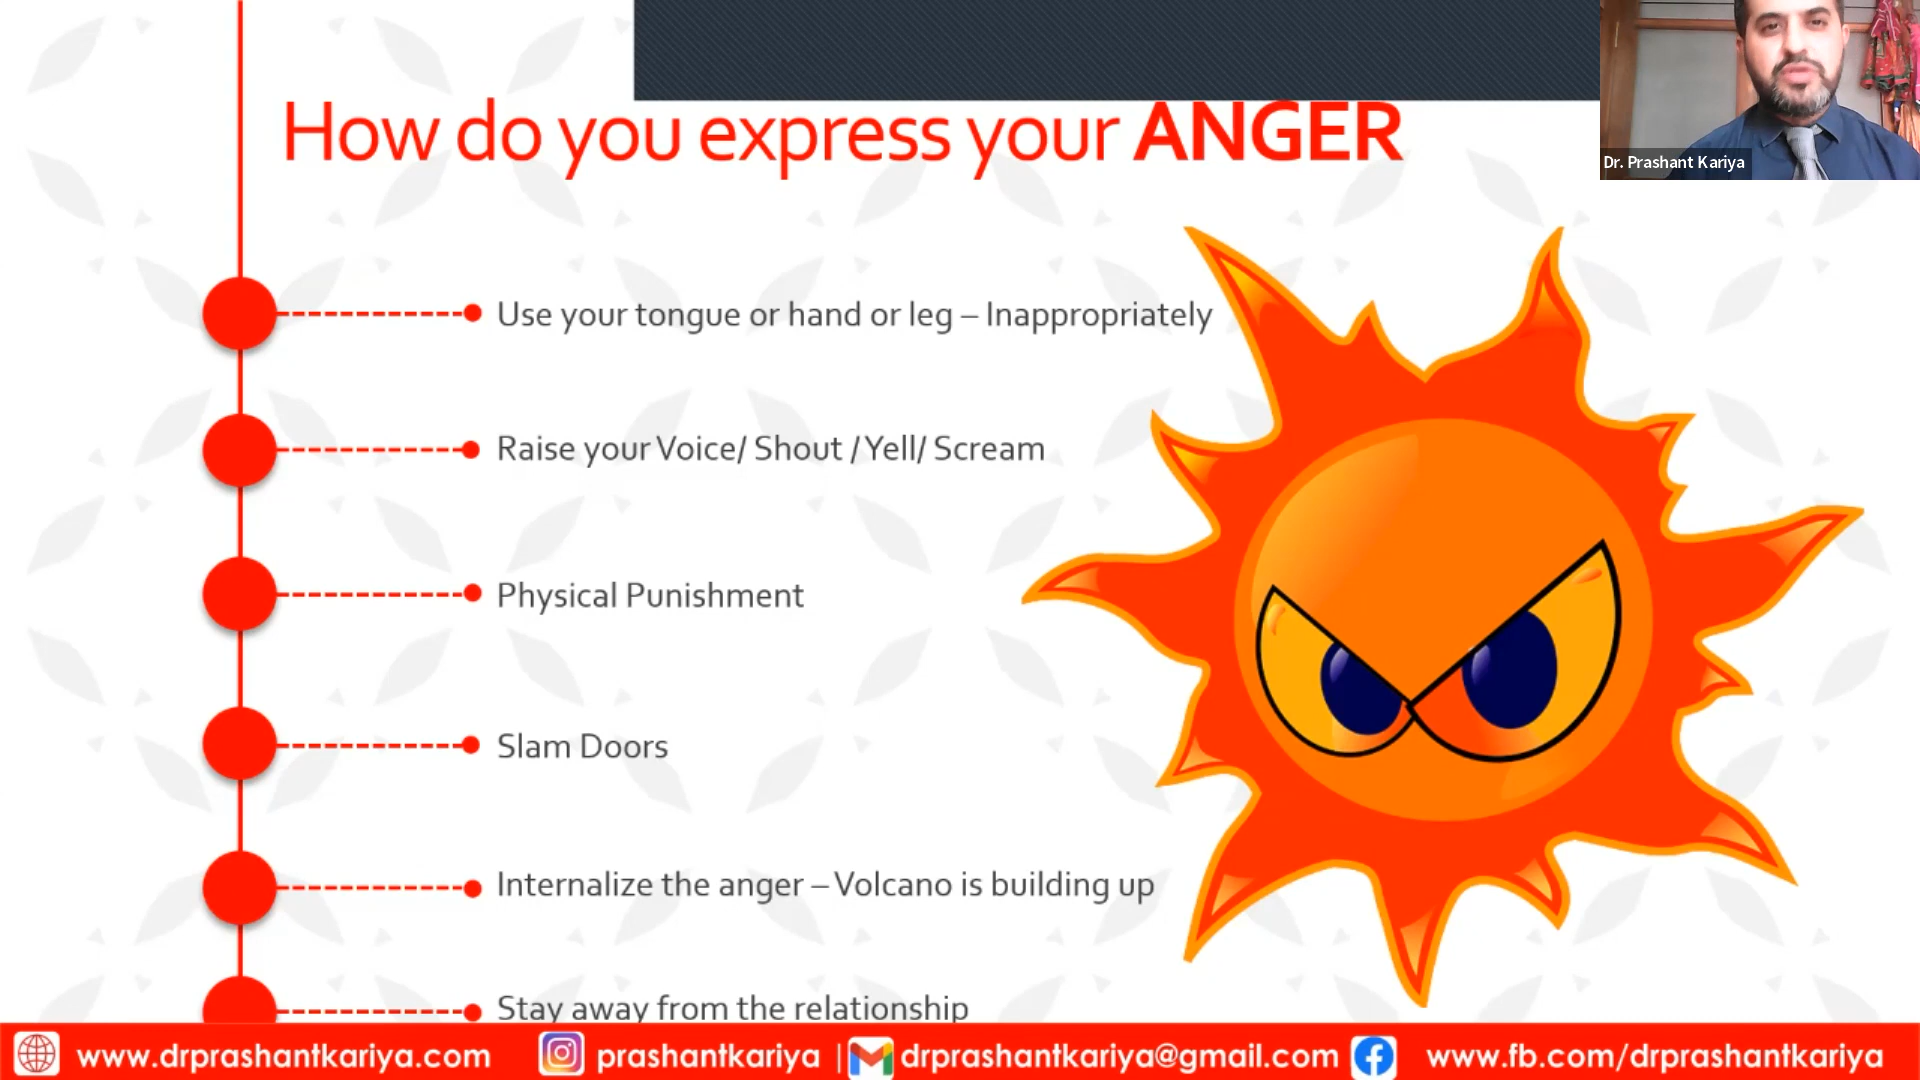 How do you express your ANGER
Dr. Prashant Kariya
Use your tongue or hand or leg – Inappropriately
Raise your Voice/ Shout /Yell/ Scream
Physical Punishment
Slam Doors
Internalize the anger – Volcano is building up
Stay away from the relationship
www.drprashantkariya.com prashantkariya | drprashantkariya@gmail.com www.fb.com/drprashantkariya